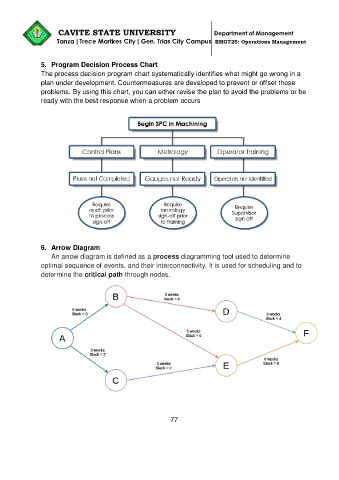 CAVITE STATE UNIVERSITY
Department of Management
Tanza | Trece Martires City | Gen. Trias City Campus
BMGT25: Operations Management
5. Program Decision Process Chart
The process decision program chart systematically identifies what might go wrong in a
plan under development. Countermeasures are developed to prevent or offset those
problems. By using this chart, you can either revise the plan to avoid the problems or be
ready with the best response when a problem occurs
Begin SPC in Machining
Control Plans
Metrology
Operator Training
Plans not Completed
Gauges not Ready
Operators not Identified
Require
audit prior
to process
sign-off
Require
metrology
sign-off prior
to training
Require
Supervisor
sign-off
6. Arrow Diagram
An arrow diagram is defined as a process diagramming tool used to determine
optimal sequence of events, and their interconnectivity. It is used for scheduling and to
determine the critical path through nodes.
B
2 weeks
Slack = 4
D
Slack = 0
3 weeks
Slack = 4
A
3 weeks
Slack = 0
F
3 weeks
Slack = 2
E
6 weeks
Slack = 0
3 weeks
Slack = 2
C
77